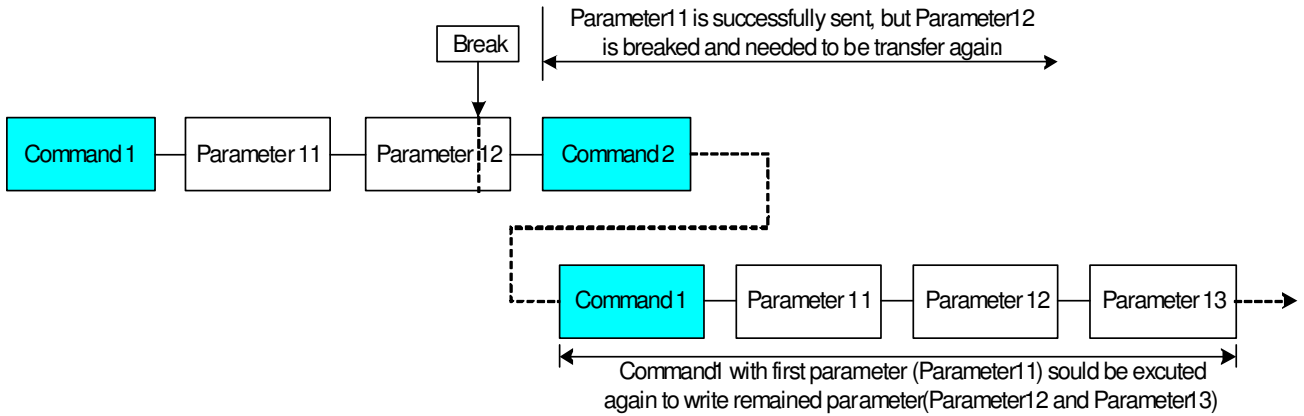 Parameter11 is successfully sent, but Parameter12
is breaked and needed to be transfer again.
Break
Command 1
Parameter 11
Parameter 12
Command 2
Command 1
Parameter 11
Parameter 12
Parameter 13
Command1 with first parameter (Parameter11) sould be excuted
again to write remained parameter(Parameter12 and Parameter13)